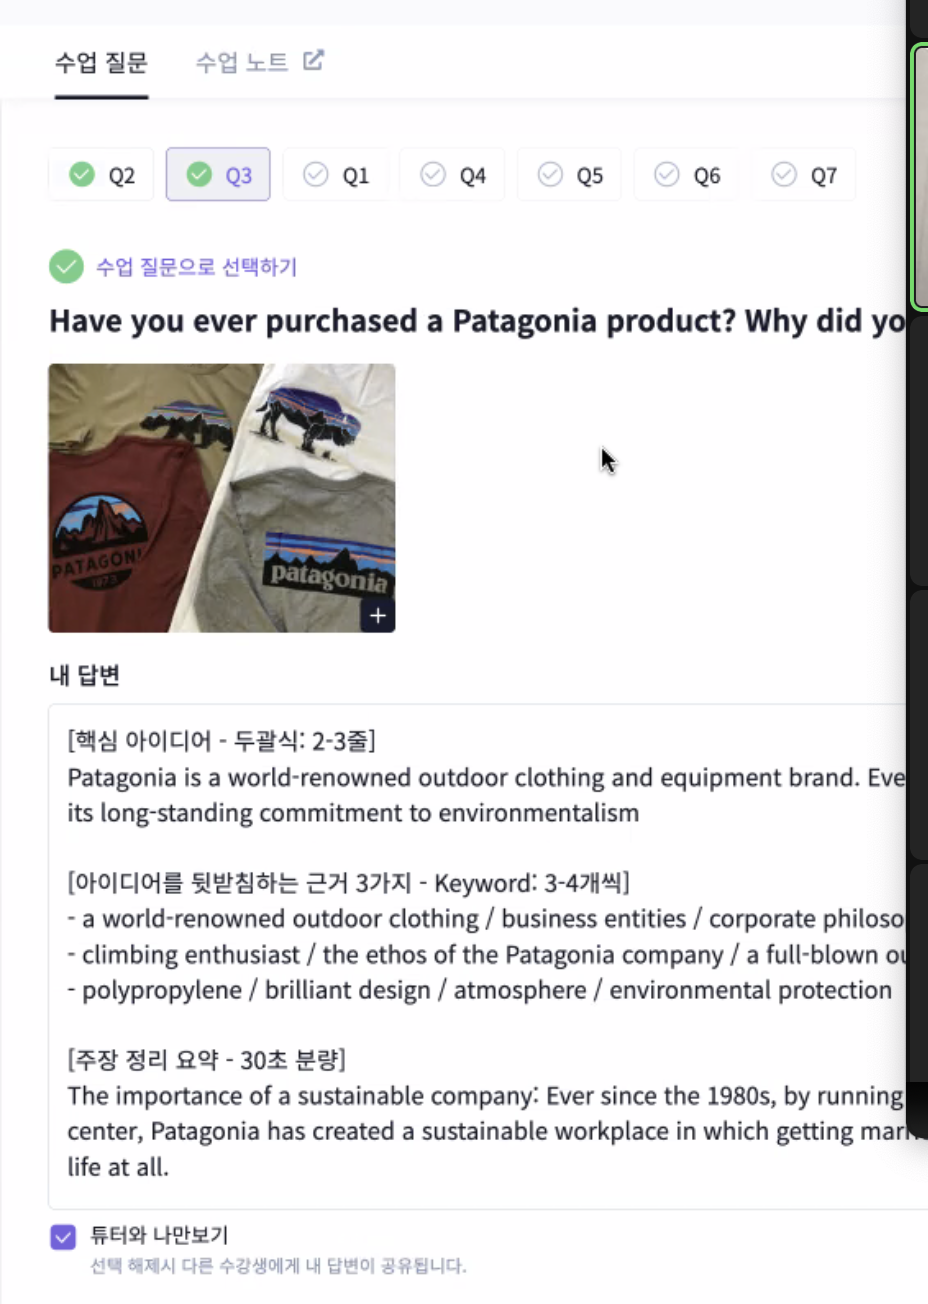 수업 질문
수업 노트
Q2
Q3
Q1
Q4
Q5
Q6
Q7
수업 질문으로 선택하기
Have you ever purchased a Patagonia product? Why did yo
PATAGONI
1973
patagonia
내 답변
[핵심 아이디어 - 두괄식: 2-3줄]
Patagonia is a world-renowned outdoor clothing and equipment brand. Eve
its long-standing commitment to environmentalism
[아이디어를 뒷받침하는 근거 3가지 - Keyword: 3-4개씩]
- a world-renowned outdoor clothing / business entities / corporate philoso
- climbing enthusiast / the ethos of the Patagonia company / a full-blown ou
- polypropylene / brilliant design / atmosphere / environmental protection
[주장 정리 요약 - 30초 분량]
The importance of a sustainable company: Ever since the 1980s, by running
center, Patagonia has created a sustainable workplace in which getting marr
life at all.
튜터와 나만보기
선택 해제시 다른 수강생에게 내 답변이 공유됩니다.